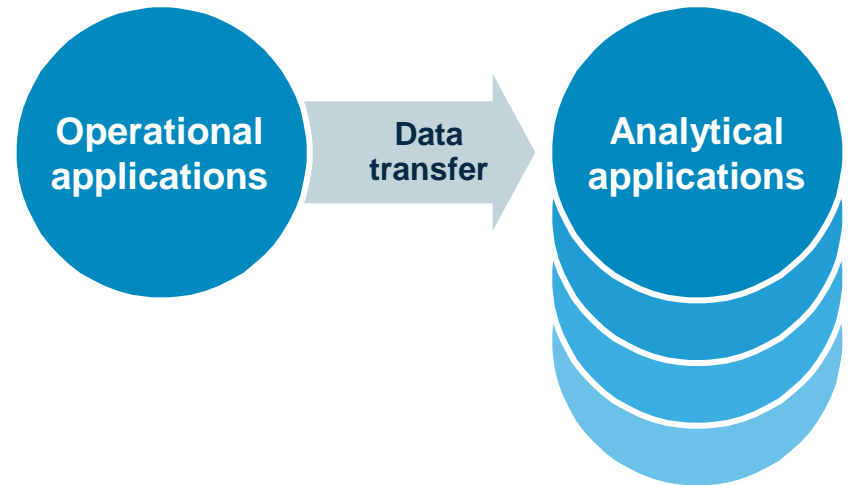 Operational
applications
Data
transfer
Analytical
applications